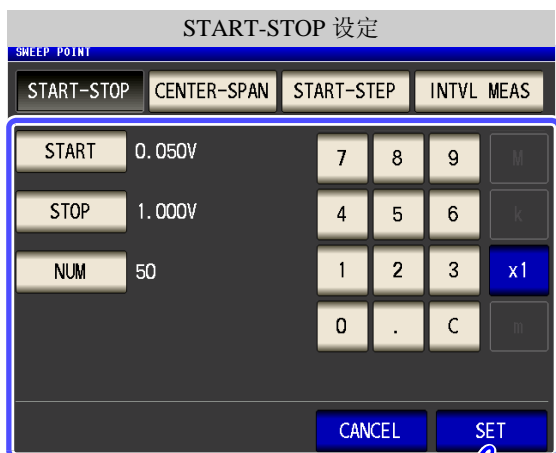 START-STOP 设定
SWEEP POINT
START-STOP CENTER-SPAN START-STEP INTVL MEAS
START 0.050V 7 8 9 M
STOP 1.000V 4 5 6 k
NUM 50 1 2 3 x1
0 . C m
CANCEL SET